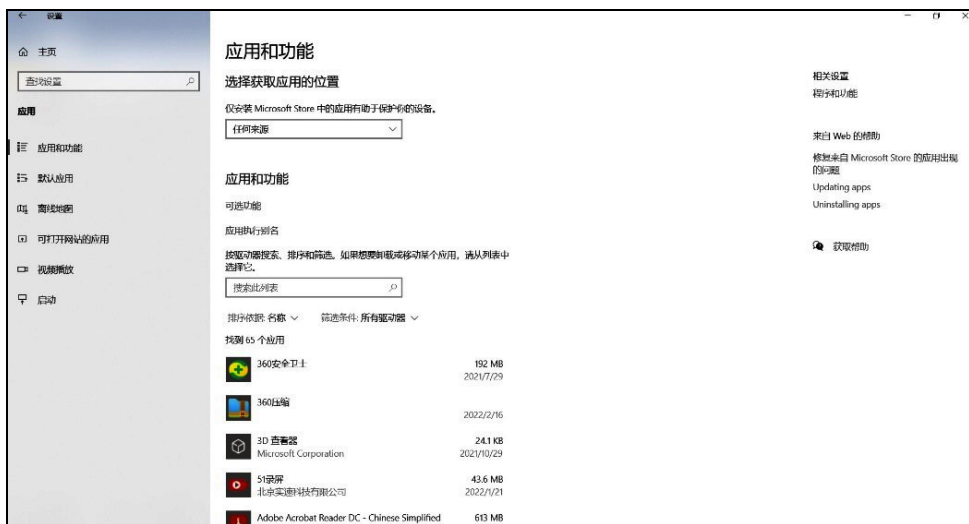 设置
主页
查找设置
应用
应用和功能
默认应用
离线地图
可打开网站的应用
视频播放
启动
应用和功能
选择获取应用的位置
仅安装 Microsoft Store 中的应用有助于保护你的设备。
任何来源
应用和功能
可选功能
应用执行别名
按驱动器搜索、排序和筛选。如果想要卸载或移动某个应用，请从列表中
选择它。
搜索此列表
排序依据: 名称 筛选条件: 所有驱动器
找到 65 个应用
360安全卫士 192 MB
2021/7/29
360压缩
2022/2/16
3D 查看器 24.1 KB
Microsoft Corporation 2021/10/29
51录屏 43.6 MB
北京实速科技有限公司 2022/1/21
Adobe Acrobat Reader DC - Chinese Simplified 613 MB
相关设置
程序和功能
来自 Web 的帮助
修复来自 Microsoft Store 的应用出现
的问题
Updating apps
Uninstalling apps
获取帮助